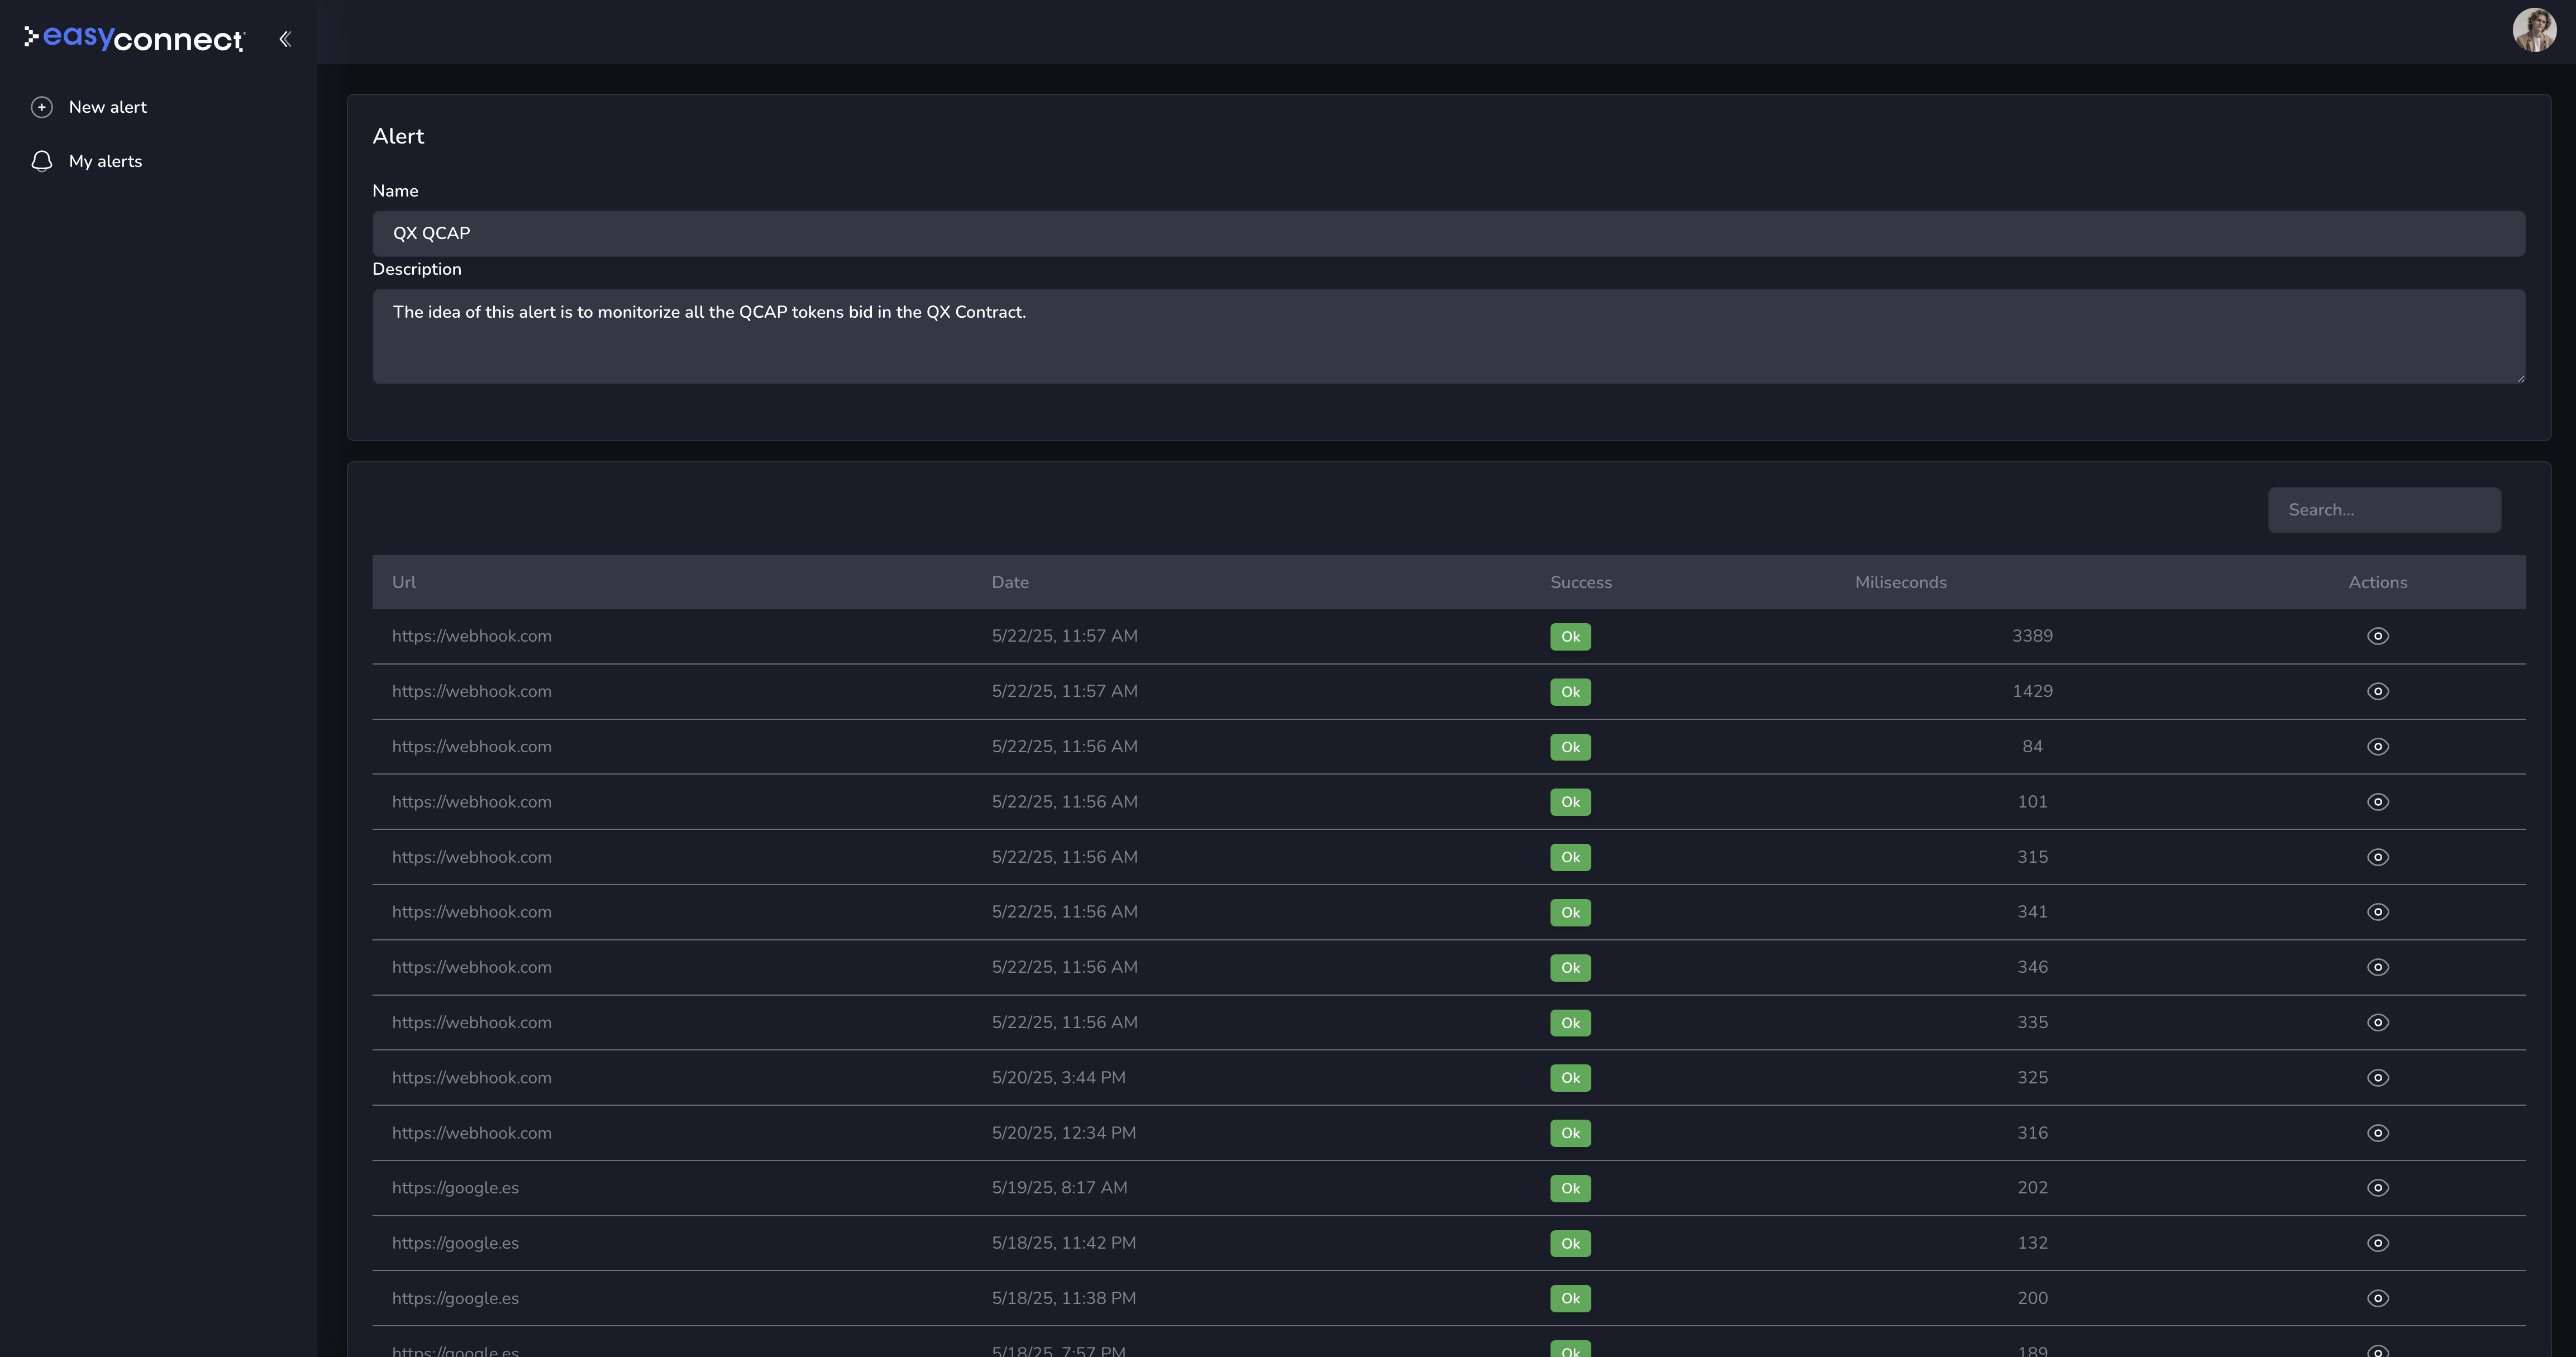 easyconnect
New alert
My alerts
Alert
Name
QX QCAP
Description
The idea of this alert is to monitorize all the QCAP tokens bid in the QX Contract.
Search...
Url Date Success Miliseconds Actions
https://webhook.com 5/22/25, 11:57 AM Ok 3389
https://webhook.com 5/22/25, 11:57 AM Ok 1429
https://webhook.com 5/22/25, 11:56 AM Ok 84
https://webhook.com 5/22/25, 11:56 AM Ok 101
https://webhook.com 5/22/25, 11:56 AM Ok 315
https://webhook.com 5/22/25, 11:56 AM Ok 341
https://webhook.com 5/22/25, 11:56 AM Ok 346
https://webhook.com 5/22/25, 11:56 AM Ok 335
https://webhook.com 5/20/25, 3:44 PM Ok 325
https://webhook.com 5/20/25, 12:34 PM Ok 316
https://google.es 5/19/25, 8:17 AM Ok 202
https://google.es 5/18/25, 11:42 PM Ok 132
https://google.es 5/18/25, 11:38 PM Ok 200
https://google.es 5/18/25, 7:57 PM Ok 189